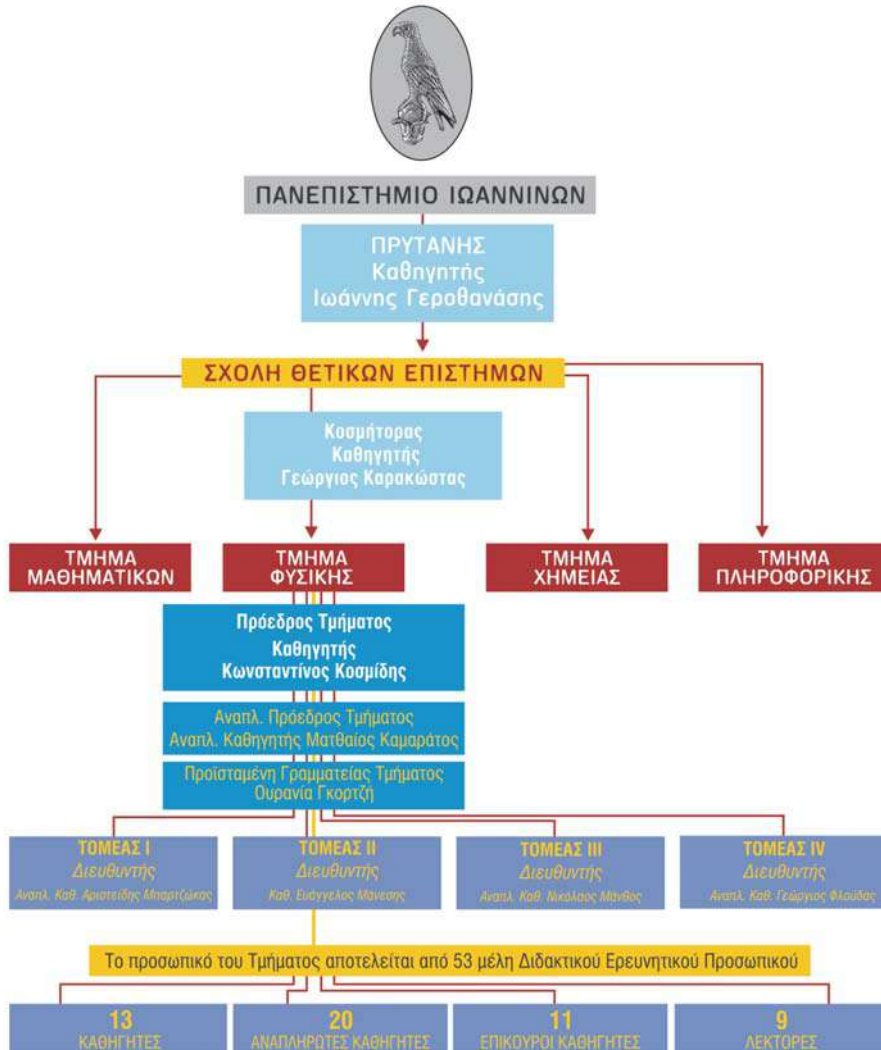 ΠΑΝΕΠΙΣΤΗΜΙΟ ΙΩΑΝΝΙΝΩΝ
ΠΡΥΤΑΝΗΣ
Καθηγητής
Ιωάννης Γεροθανάσης
ΣΧΟΛΗ ΘΕΤΙΚΩΝ ΕΠΙΣΤΗΜΩΝ
Κοσμήτορας
Καθηγητής
Γεώργιος Καρακώστας
ΤΜΗΜΑ
ΜΑΘΗΜΑΤΙΚΩΝ
ΤΜΗΜΑ
ΦΥΣΙΚΗΣ
ΤΜΗΜΑ
ΧΗΜΕΙΑΣ
ΤΜΗΜΑ
ΠΛΗΡΟΦΟΡΙΚΗΣ
Πρόεδρος Τμήματος
Καθηγητής
Κωνσταντίνος Κοσμίδης
Αναπλ. Πρόεδρος Τμήματος
Αναπλ. Καθηγητής Ματθαίος Καμαράτος
Προϊσταμένη Γραμματείας Τμήματος
Ουρανία Γκορτζή
ΤΟΜΕΑΣ I
Διευθυντής
Αναπλ. Καθ. Αριστείδης Μπαρτζώκας
ΤΟΜΕΑΣ II
Διευθυντής
Καθ. Ευάγγελος Μάνεσης
ΤΟΜΕΑΣ III
Διευθυντής
Αναπλ. Καθ. Νικόλαος Μάνθος
ΤΟΜΕΑΣ IV
Διευθυντής
Αναπλ. Καθ. Γεώργιος Φλούδας
Το προσωπικό του Τμήματος αποτελείται από 53 μέλη Διδακτικού Ερευνητικού Προσωπικού
13
ΚΑΘΗΓΗΤΕΣ
20
ΑΝΑΠΛΗΡΩΤΕΣ ΚΑΘΗΓΗΤΕΣ
11
ΕΠΙΚΟΥΡΟΙ ΚΑΘΗΓΗΤΕΣ
9
ΛΕΚΤΟΡΕΣ